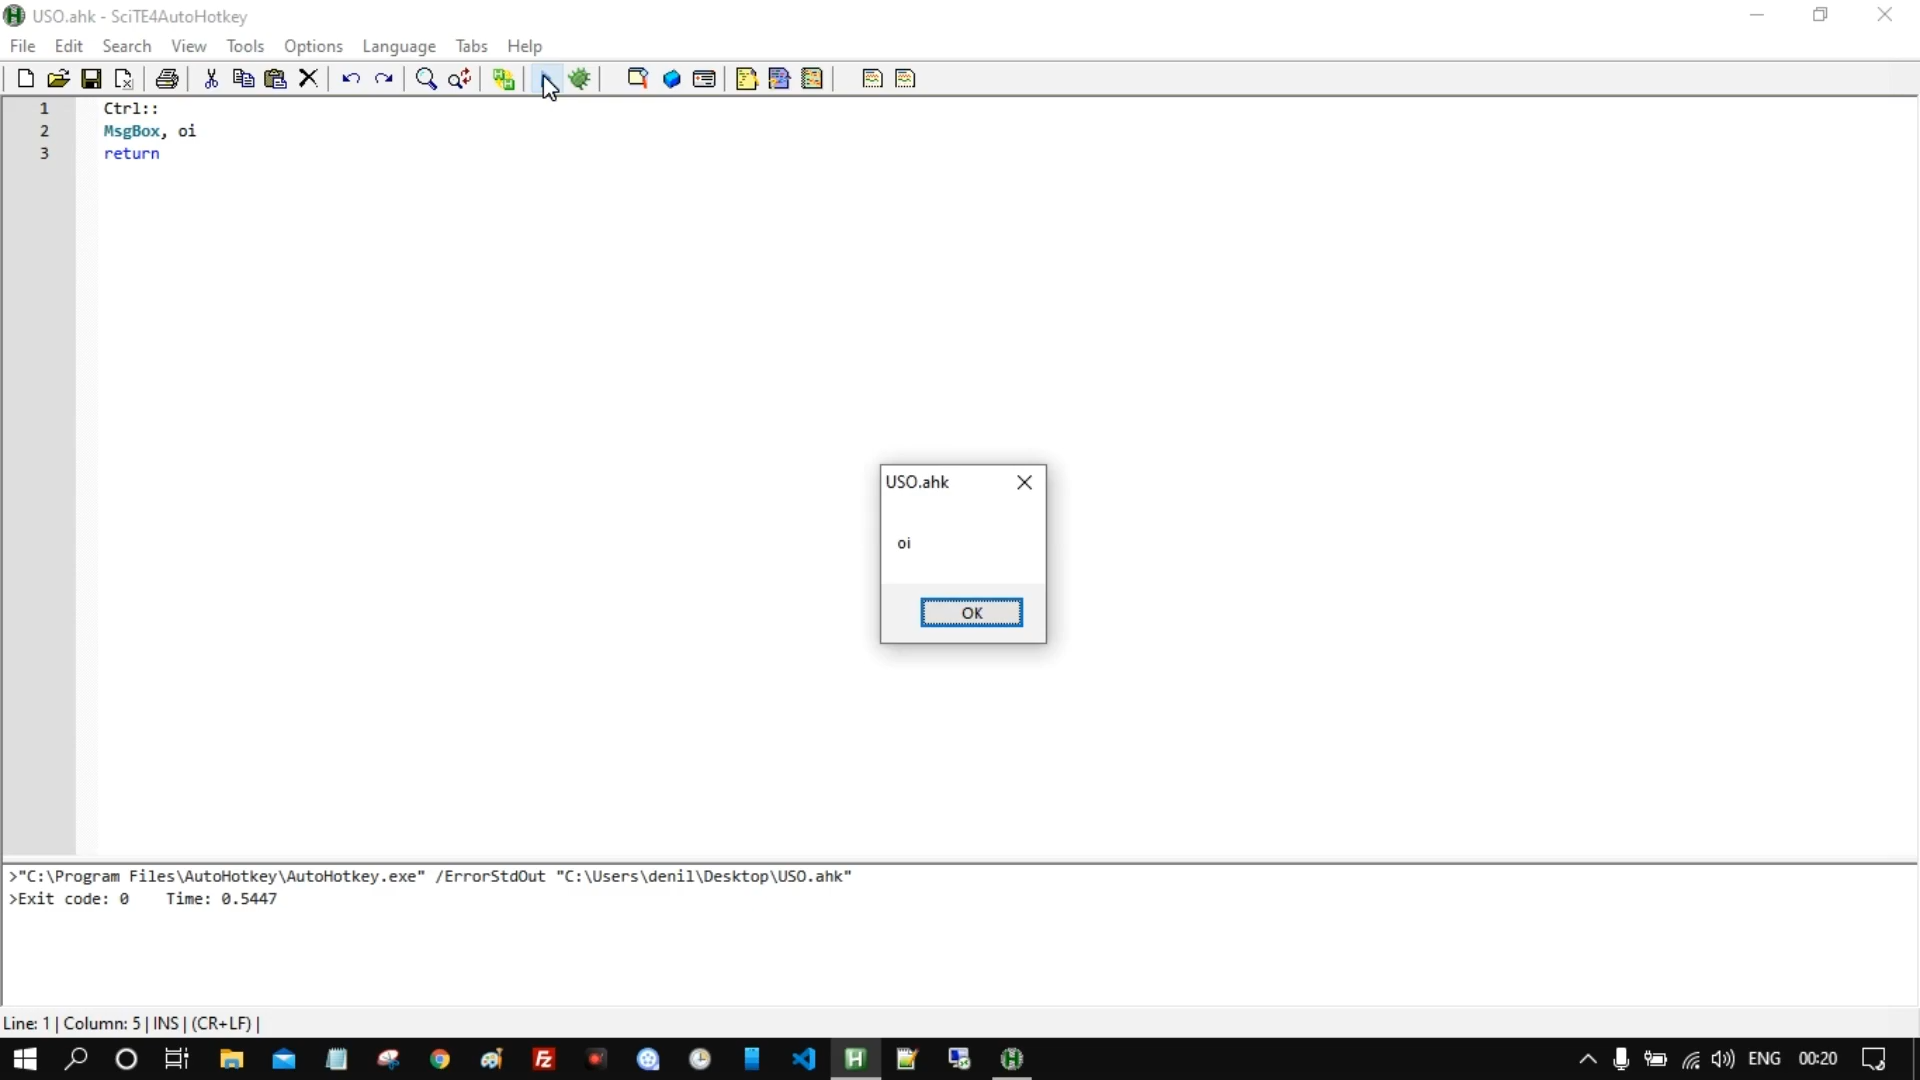 USO.ahk - SciTE4AutoHotkey
File Edit Search View Tools Options Language Tabs Help
1 Ctrl::
2 MsgBox, oi
3 return
USO.ahk
oi
OK
>"C:\Program Files\AutoHotkey\AutoHotkey.exe" /ErrorStdOut "C:\Users\denil\Desktop\USO.ahk"
>Exit code: 0 Time: 0.5447
Line: 1 | Column: 5 | INS | (CR+LF) |
ENG 00:20